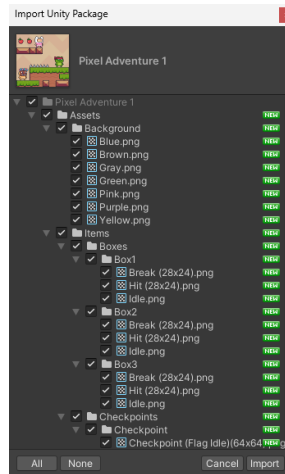 Import Unity Package
Pixel Adventure 1
Pixel Adventure 1
Assets NEW
Background NEW
Blue.png NEW
Brown.png NEW
Gray.png NEW
Green.png NEW
Pink.png NEW
Purple.png NEW
Yellow.png NEW
Items NEW
Boxes NEW
Box1 NEW
Break (28x24).png NEW
Hit (28x24).png NEW
Idle.png NEW
Box2 NEW
Break (28x24).png NEW
Hit (28x24).png NEW
Idle.png NEW
Box3 NEW
Break (28x24).png NEW
Hit (28x24).png NEW
Idle.png NEW
Checkpoints NEW
Checkpoint NEW
Checkpoint (Flag Idle)(64x64 NEW
All None Cancel Import